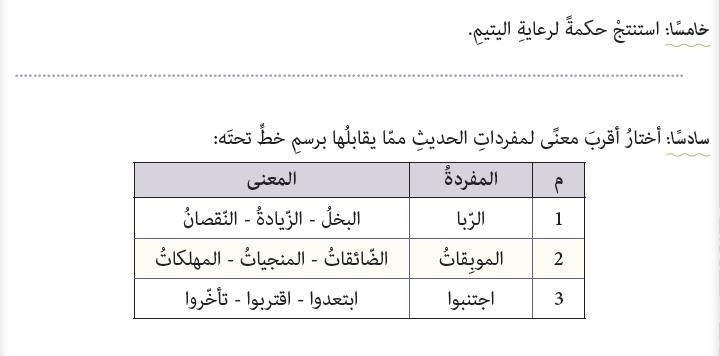 خامسًا: استنتجْ حكمةً لرعايةِ اليتيمِ.
سادسًا: أختارُ أقربَ معنًى لمفرداتِ الحديثِ ممّا يقابلُها برسمِ خطٍّ تحتَه:
م المفردةُ المعنى
1 الرّبا البخلُ - الزّيادةُ - النّقصانُ
2 الموبِقاتُ الضّائقاتُ - المنجياتُ - المهلكاتُ
3 اجتنبوا ابتعدوا - اقتربوا - تأخّروا